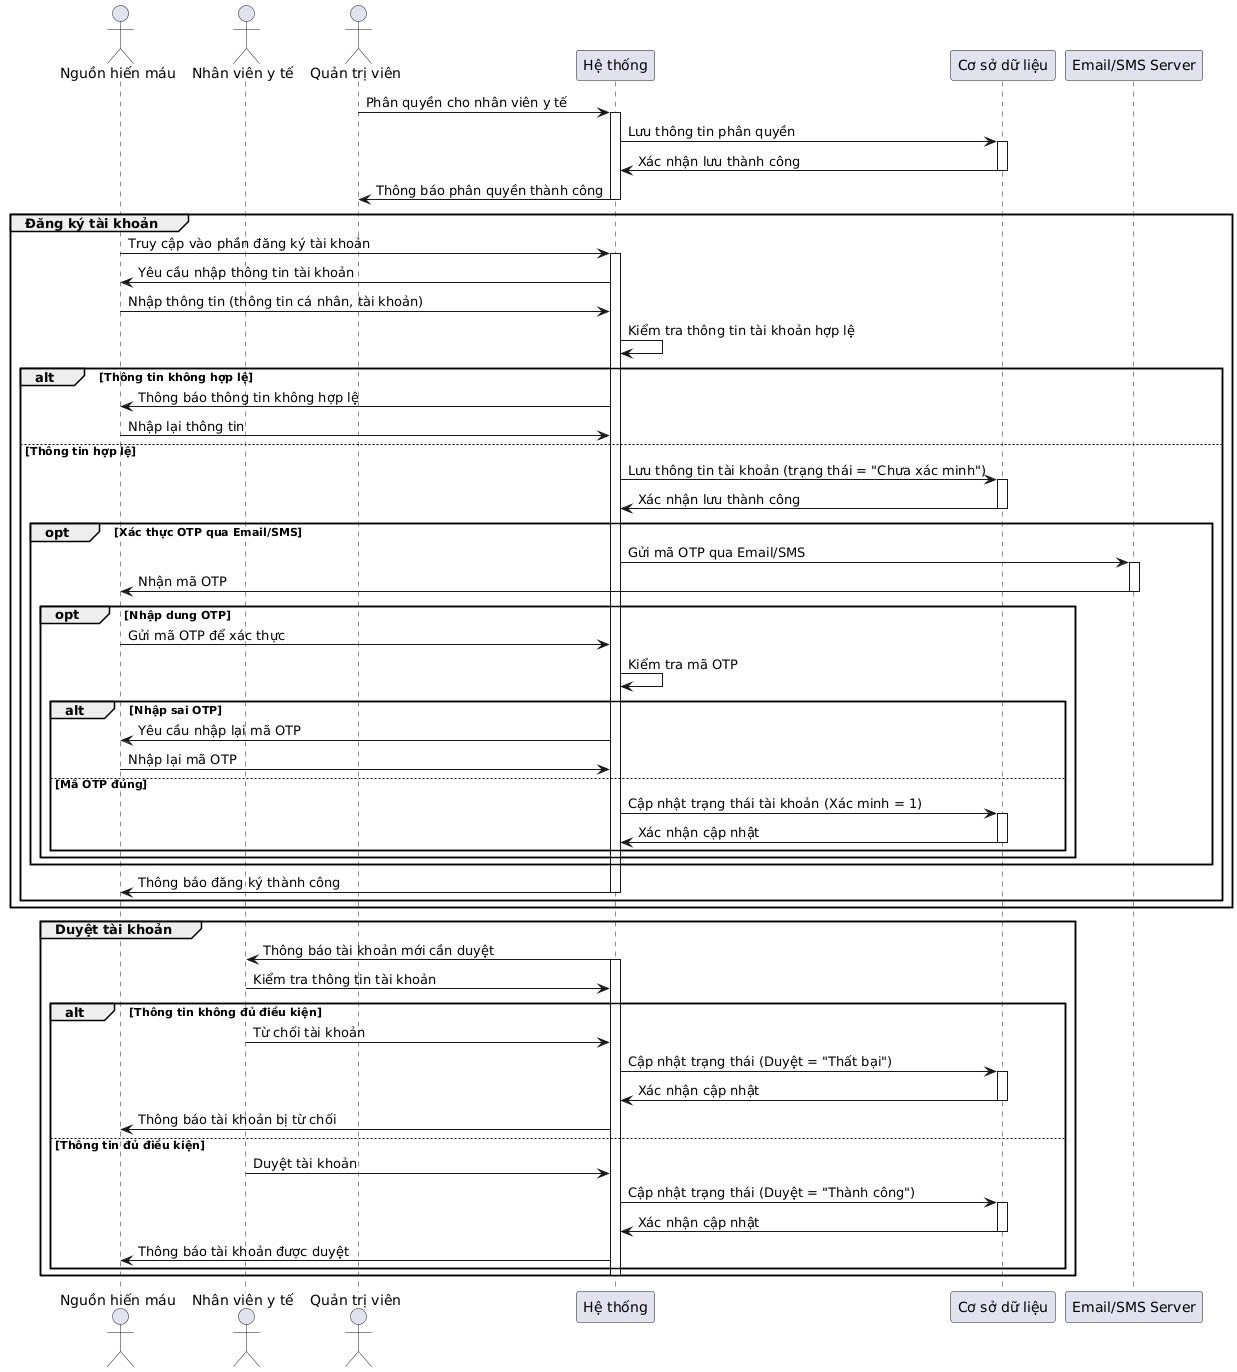 Nguồn hiến máu
Nhân viên y tế
Quản trị viên
Hệ thống
Cơ sở dữ liệu
Email/SMS Server
Phân quyền cho nhân viên y tế
Lưu thông tin phân quyền
Xác nhận lưu thành công
Thông báo phân quyền thành công
Đăng ký tài khoản
Truy cập vào phần đăng ký tài khoản
Yêu cầu nhập thông tin tài khoản
Nhập thông tin (thông tin cá nhân, tài khoản)
Kiểm tra thông tin tài khoản hợp lệ
alt
[Thông tin không hợp lệ]
Thông báo thông tin không hợp lệ
Nhập lại thông tin
[Thông tin hợp lệ]
Lưu thông tin tài khoản (trạng thái = "Chưa xác minh")
Xác nhận lưu thành công
opt
[Xác thực OTP qua Email/SMS]
Gửi mã OTP qua Email/SMS
Nhận mã OTP
opt
[Nhập dung OTP]
Gửi mã OTP để xác thực
Kiểm tra mã OTP
alt
[Nhập sai OTP]
Yêu cầu nhập lại mã OTP
Nhập lại mã OTP
[Mã OTP đúng]
Cập nhật trạng thái tài khoản (Xác minh = 1)
Xác nhận cập nhật
Thông báo đăng ký thành công
Duyệt tài khoản
Thông báo tài khoản mới cần duyệt
Kiểm tra thông tin tài khoản
alt
[Thông tin không đủ điều kiện]
Từ chối tài khoản
Cập nhật trạng thái (Duyệt = "Thất bại")
Xác nhận cập nhật
Thông báo tài khoản bị từ chối
[Thông tin đủ điều kiện]
Duyệt tài khoản
Cập nhật trạng thái (Duyệt = "Thành công")
Xác nhận cập nhật
Thông báo tài khoản được duyệt
Nguồn hiến máu
Nhân viên y tế
Quản trị viên
Hệ thống
Cơ sở dữ liệu
Email/SMS Server